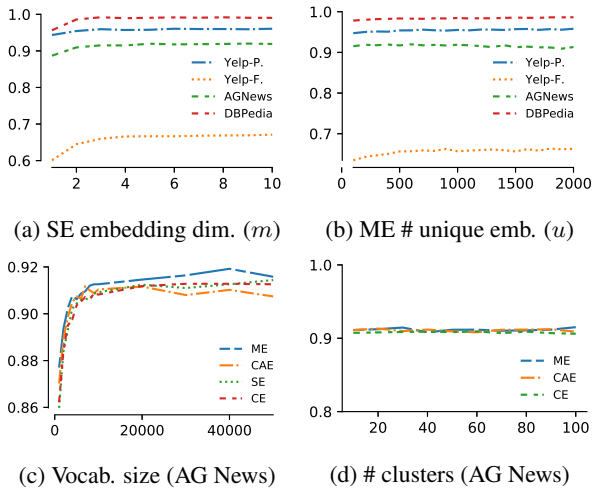 1.0
0.9
0.8
0.7
0.6
2 4 6 8 10
Yelp-P.
Yelp-F.
AGNews
DBPedia
(a) SE embedding dim. (m)
1.0
0.9
0.8
0.7
0 500 1000 1500 2000
Yelp-P.
Yelp-F.
AGNews
DBPedia
(b) ME # unique emb. (u)
0.92
0.90
0.88
0.86
0 20000 40000
ME
CAE
SE
CE
(c) Vocab. size (AG News)
1.0
0.9
0.8
20 40 60 80 100
ME
CAE
CE
(d) # clusters (AG News)